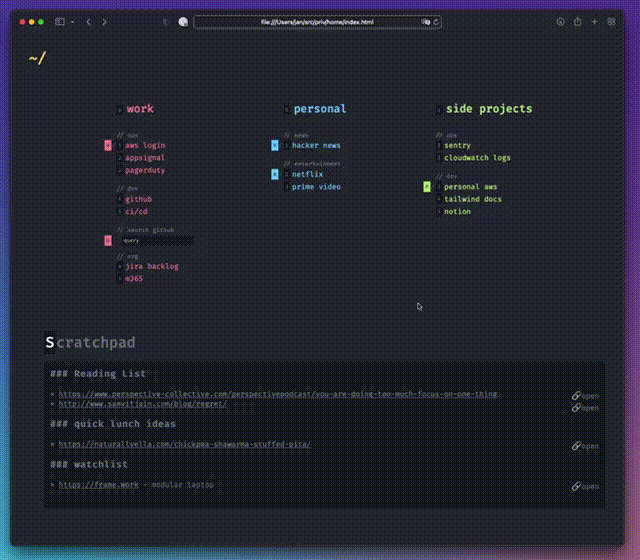 file:///Users/jan/src/priv/home/index.html
~/
work
personal
side projects
// ops
aws login
appsignal
pagerduty
// dev
github
ci/cd
// search github
query
// org
jira backlog
m365
// news
hacker news
// entertainment
netflix
prime video
// ops
sentry
cloudwatch logs
// dev
personal aws
tailwind docs
notion
Scratchpad
### Reading List
* https://www.perspective-collective.com/perspectivepodcast/you-are-doing-too-much-focus-on-one-thing open
* http://www.samvitjain.com/blog/regret/ open
### quick lunch ideas
* https://naturallyella.com/chickpea-shawarma-stuffed-pita/ open
### watchlist
* https://frame.work - modular laptop open